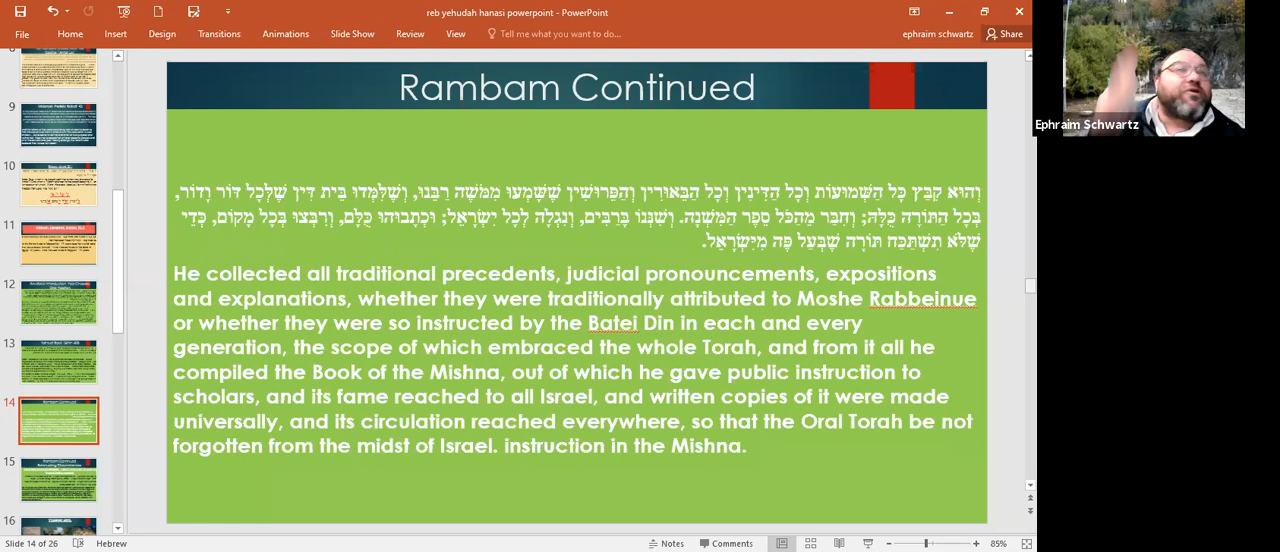 reb yehudah hanasi powerpoint - PowerPoint
File Home Insert Design Transitions Animations Slide Show Review View Tell me what you want to do... ephraim schwartz Share
Ephraim Schwartz
9
10
11
12
13
14
15
16
Rambam Continued
וְהוּא קִבַּץ כָּל הַשְּׁמוּעוֹת וְכָל הַדִּינִין וְכָל הַבֵּאוּרִין וְהַפֵּרוּשִׁין שֶׁשָּׁמְעוּ מִמֹּשֶׁה רַבֵּנוּ, וְשֶׁלִּמְּדוּ בֵּית דִּין שֶׁלְּכָל דּוֹר וָדוֹר,
בְּכָל הַתּוֹרָה כֻּלָּהּ; וְחִבַּר מֵהַכֹּל סֵפֶר הַמִּשְׁנָה. וְשִׁנְּנוֹ בָּרַבִּים, וְנִגְלָה לְכָל יִשְׂרָאֵל; וּכְתָבוּהוּ כֻּלָּם, וְרִבְּצוּ בְּכָל מָקוֹם, כְּדֵי
שֶׁלֹּא תִשְׁתַּכַּח תּוֹרָה שֶׁבְּעַל פֶּה מִיִּשְׂרָאֵל.
He collected all traditional precedents, judicial pronouncements, expositions
and explanations, whether they were traditionally attributed to Moshe Rabbeinue
or whether they were so instructed by the Batei Din in each and every
generation, the scope of which embraced the whole Torah, and from it all he
compiled the Book of the Mishna, out of which he gave public instruction to
scholars, and its fame reached to all Israel, and written copies of it were made
universally, and its circulation reached everywhere, so that the Oral Torah be not
forgotten from the midst of Israel. instruction in the Mishna.
Slide 14 of 26 Hebrew Notes Comments 85%